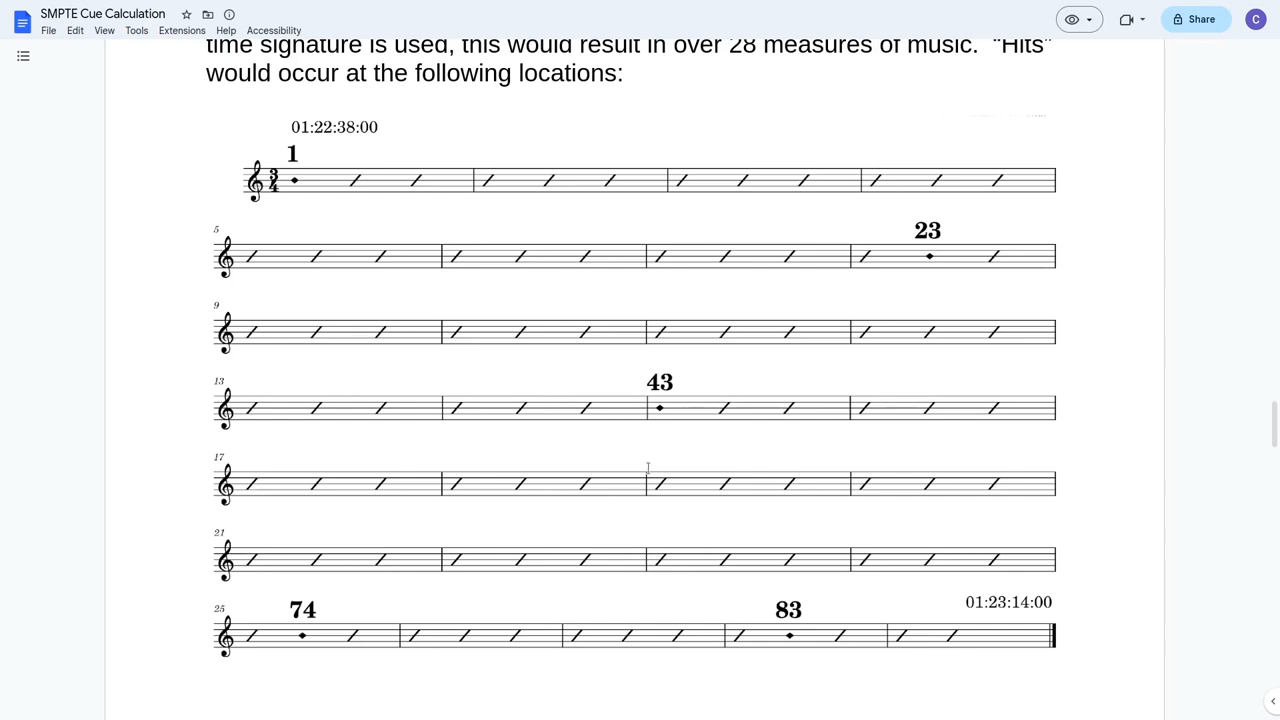 SMPTE Cue Calculation
File Edit View Tools Extensions Help Accessibility
Share
C
time signature is used, this would result in over 28 measures of music. “Hits”
would occur at the following locations:
01:22:38:00
1
3
4
5
23
9
13
43
17
21
25
74
83
01:23:14:00